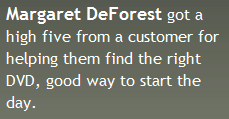 Margaret DeForest got a
high five from a customer for
helping them find the right
DVD, good way to start the
day.